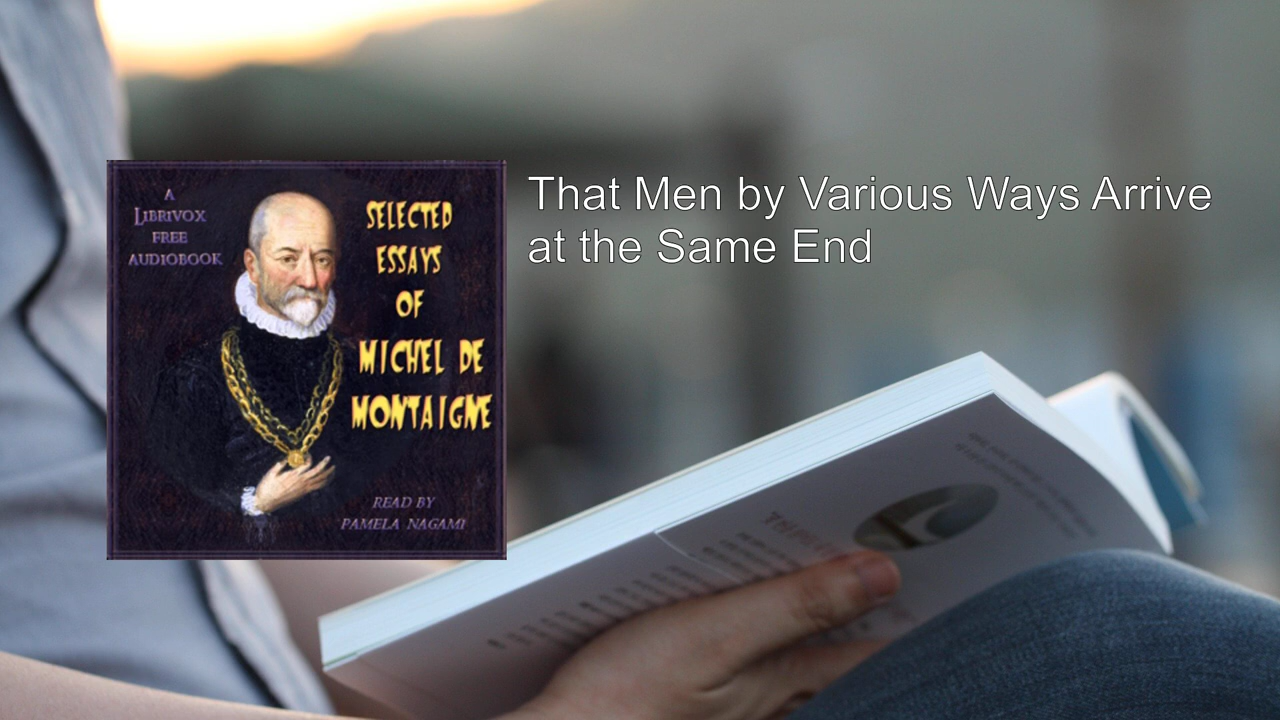 A
LIBRIVOX
FREE
AUDIOBOOK
SELECTED
ESSAYS
OF
MICHEL DE
MONTAIGNE
READ BY
PAMELA NAGAMI
That Men by Various Ways Arrive
at the Same End